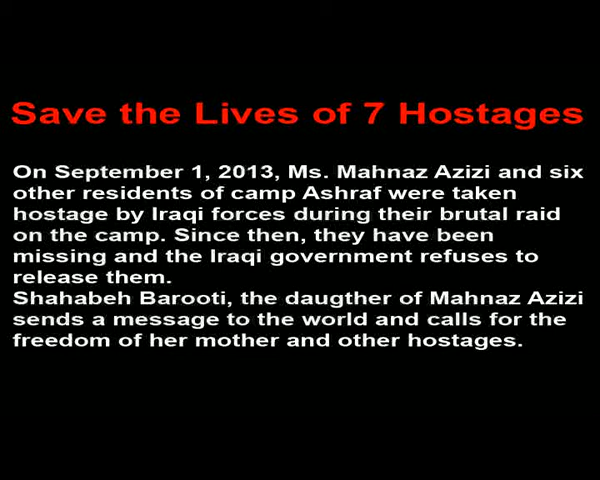 Save the Lives of 7 Hostages
On September 1, 2013, Ms. Mahnaz Azizi and six
other residents of camp Ashraf were taken
hostage by Iraqi forces during their brutal raid
on the camp. Since then, they have been
missing and the Iraqi government refuses to
release them.
Shahabeh Barooti, the daugther of Mahnaz Azizi
sends a message to the world and calls for the
freedom of her mother and other hostages.